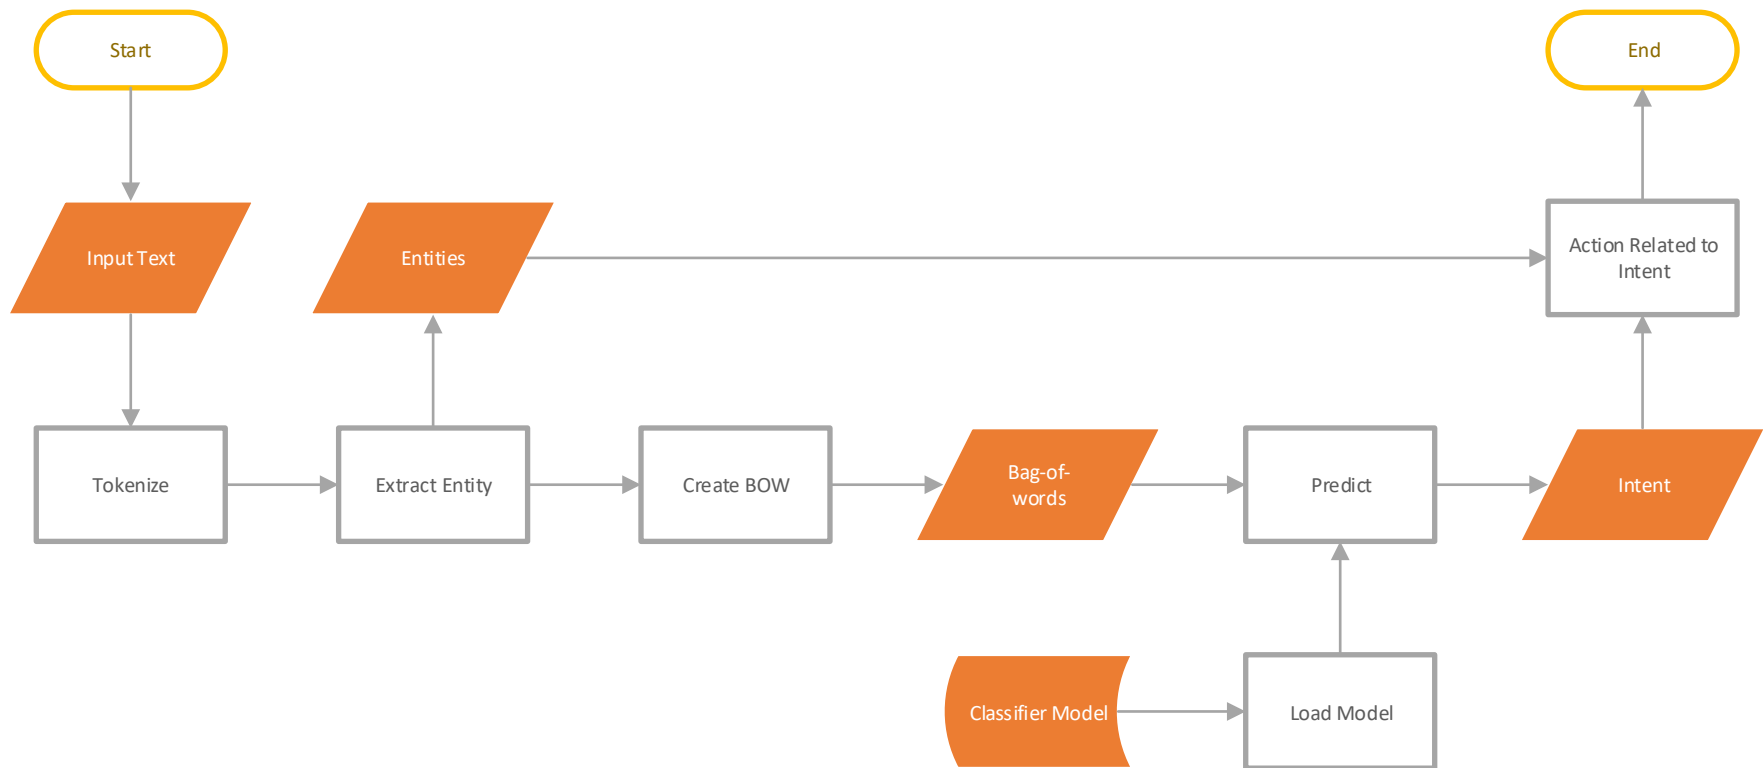 Start
End
Input Text
Entities
Action Related to
Intent
Tokenize
Extract Entity
Create BOW
Bag-of-
words
Predict
Intent
Classifier Model
Load Model